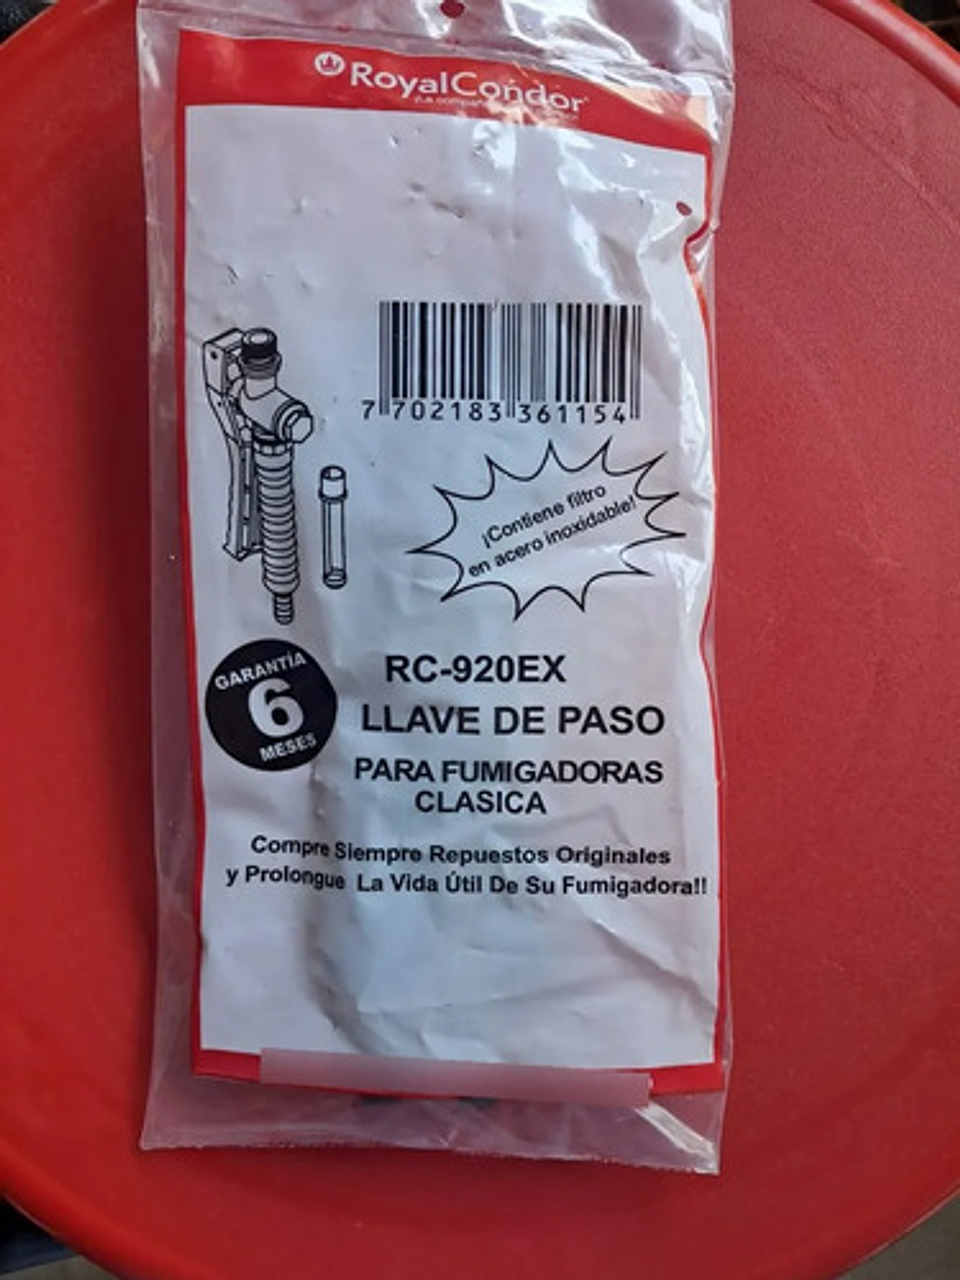 RoyalCondor
7 702183 361154
¡Contiene filtro
en acero inoxidable!
GARANTÍA
6
MESES
RC-920EX
LLAVE DE PASO
PARA FUMIGADORAS
CLASICA
Compre Siempre Repuestos Originales
y Prolongue La Vida Útil De Su Fumigadora!!